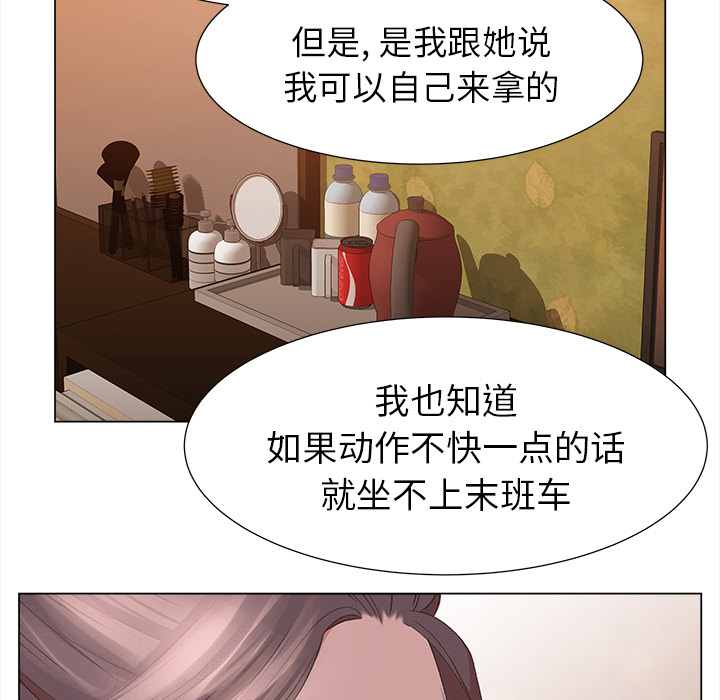 但是, 是我跟她说
我可以自己来拿的
我也知道
如果动作不快一点的话
就坐不上末班车